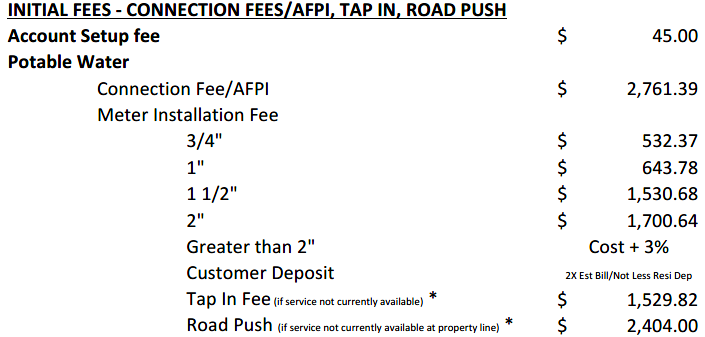 INITIAL FEES - CONNECTION FEES/AFPI, TAP IN, ROAD PUSH
Account Setup fee $ 45.00
Potable Water
Connection Fee/AFPI $ 2,761.39
Meter Installation Fee
3/4" $ 532.37
1" $ 643.78
1 1/2" $ 1,530.68
2" $ 1,700.64
Greater than 2" Cost + 3%
Customer Deposit 2X Est Bill/Not Less Resi Dep
Tap In Fee (if service not currently available) * $ 1,529.82
Road Push (if service not currently available at property line) * $ 2,404.00